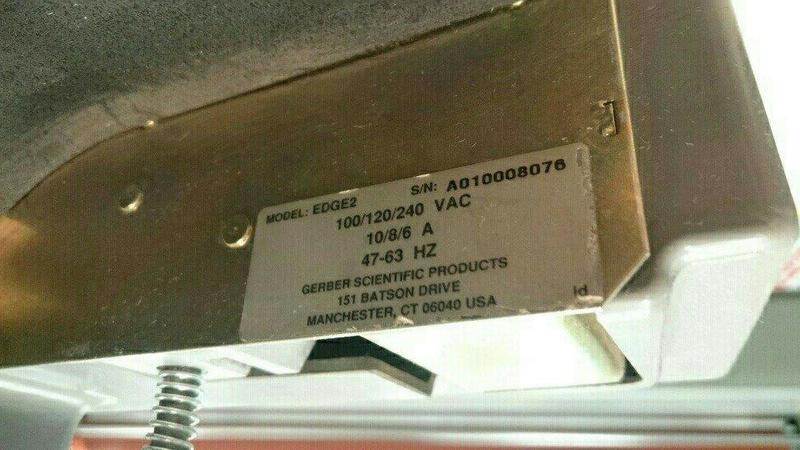 MODEL: EDGE2 S/N: A010008076
100/120/240 VAC
10/8/6 A
47-63 HZ
GERBER SCIENTIFIC PRODUCTS
151 BATSON DRIVE
MANCHESTER, CT 06040 USA